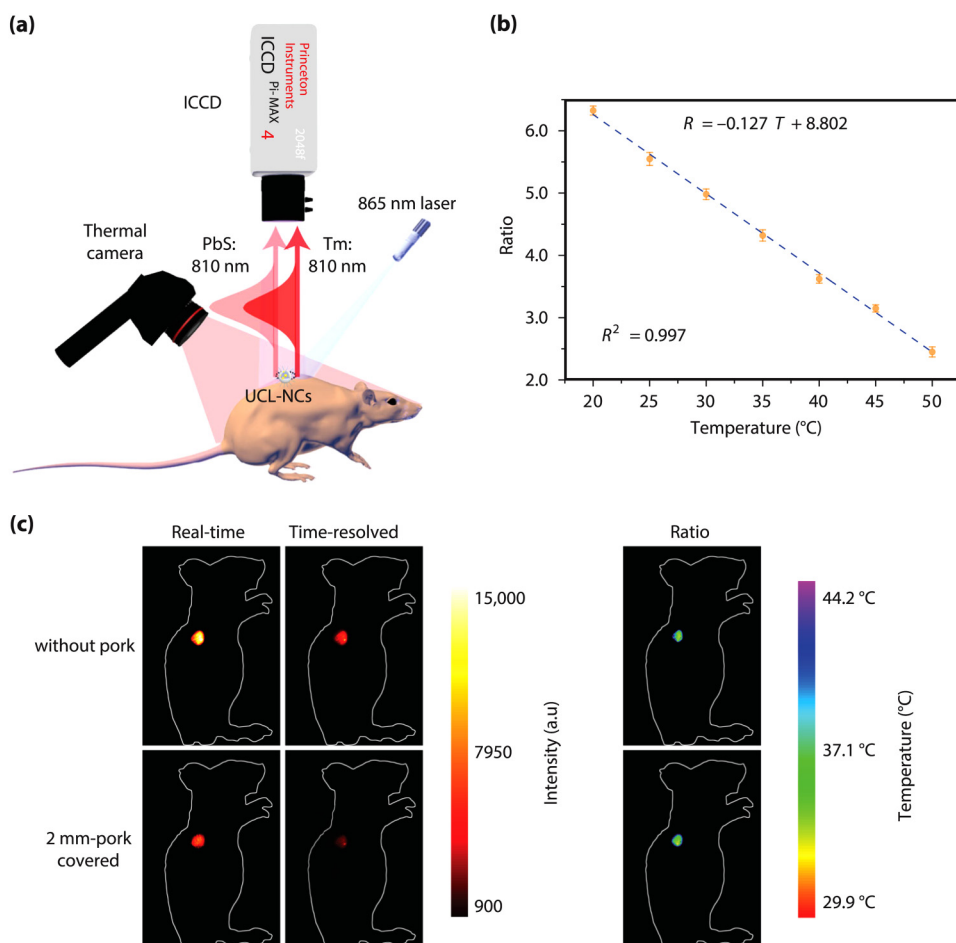 (a)
ICCD
Princeton
Instruments
ICCD
Pi-MAX
4
2048f
865 nm laser
Thermal
camera
PbS:
810 nm
Tm:
810 nm
UCL-NCs
(b)
Ratio
6.0
5.0
4.0
3.0
2.0
R = –0.127 T + 8.802
R² = 0.997
20 25 30 35 40 45 50
Temperature (°C)
(c)
Real-time Time-resolved Ratio
without pork
2 mm-pork
covered
15,000
7950
900
Intensity (a.u)
44.2 °C
37.1 °C
29.9 °C
Temperature (°C)